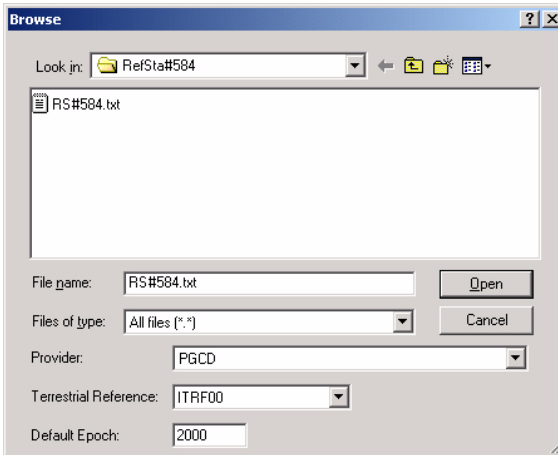 Browse
Look in: RefSta#584
RS#584.txt
File name: RS#584.txt Open
Files of type: All files (*.*) Cancel
Provider: PGCD
Terrestrial Reference: ITRF00
Default Epoch: 2000